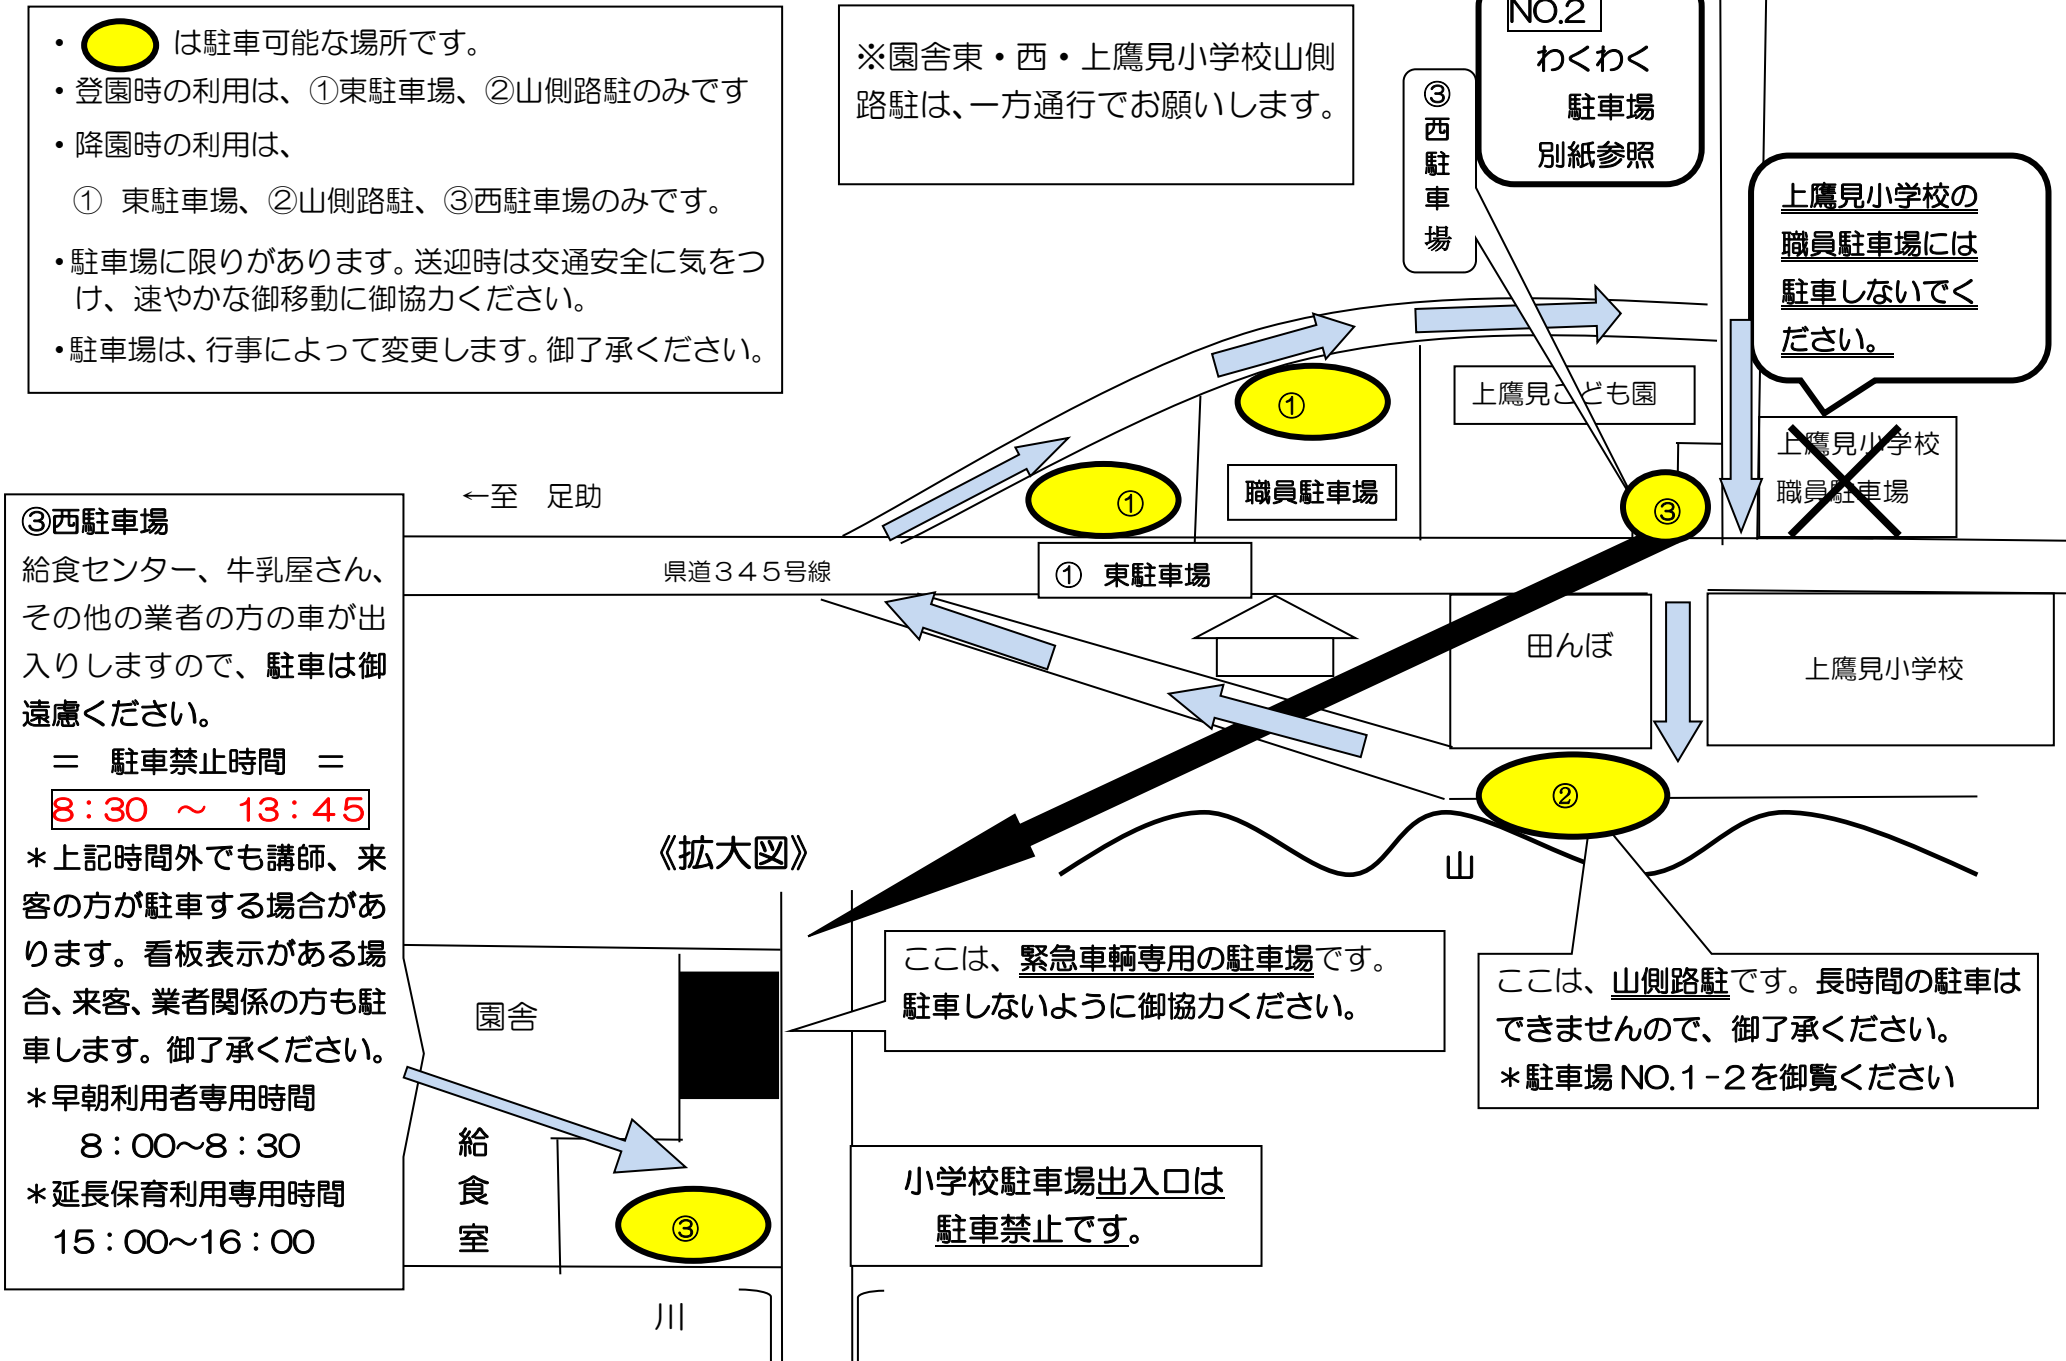 ・　は駐車可能な場所です。
・登園時の利用は、①東駐車場、②山側路駐のみです
・降園時の利用は、
①　東駐車場、②山側路駐、③西駐車場のみです。
・駐車場に限りがあります。送迎時は交通安全に気をつ
け、速やかな御移動に御協力ください。
・駐車場は、行事によって変更します。御了承ください。
※園舎東・西・上鷹見小学校山側
路駐は、一方通行でお願いします。
③西駐車場
NO.2
わくわく
駐車場
別紙参照
上鷹見小学校の
職員駐車場には
駐車しないでく
ださい。
①
上鷹見こども園
上鷹見小学校
職員駐車場
職員駐車場
①
③
←至　足助
県道３４５号線
①　東駐車場
田んぼ
上鷹見小学校
②
山
③西駐車場
給食センター、牛乳屋さん、
その他の業者の方の車が出
入りしますので、駐車は御
遠慮ください。
＝　駐車禁止時間　＝
8：30　～　13：45
＊上記時間外でも講師、来
客の方が駐車する場合があ
ります。看板表示がある場
合、来客、業者関係の方も駐
車します。御了承ください。
＊早朝利用者専用時間
8：00～8：30
＊延長保育利用専用時間
15：00～16：00
《拡大図》
園舎
給食室
③
川
ここは、緊急車輌専用の駐車場です。
駐車しないように御協力ください。
小学校駐車場出入口は
駐車禁止です。
ここは、山側路駐です。長時間の駐車は
できませんので、御了承ください。
＊駐車場 NO.１-２を御覧ください